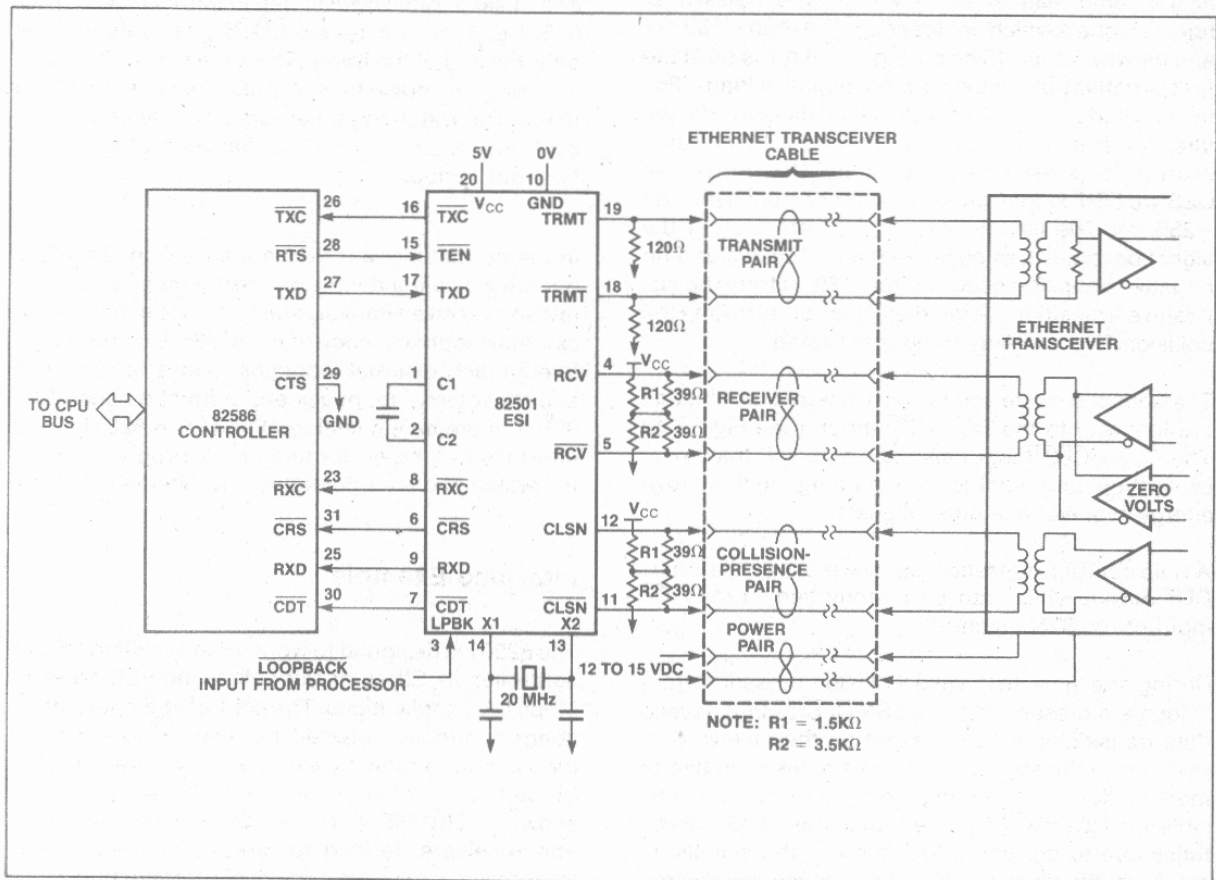 ETHERNET TRANSCEIVER
CABLE
5V
0V
20
10
VCC
GND
26
TXC
16
TXC
TRMT
19
28
RTS
15
TEN
120Ω
TRANSMIT
PAIR
27
TXD
17
TXD
TRMT
18
120Ω
ETHERNET
TRANSCEIVER
VCC
29
CTS
GND
C1
1
RCV
4
R1
39Ω
RECEIVER
PAIR
TO CPU
BUS
82586
CONTROLLER
82501
ESI
C2
2
R2
39Ω
RCV
5
23
RXC
8
RXC
ZERO
VOLTS
31
CRS
6
CRS
CLSN
12
VCC
R1
39Ω
COLLISION-
PRESENCE
PAIR
25
RXD
9
RXD
R2
39Ω
30
CDT
7
CDT
CLSN
11
LPBK
X1
X2
3
14
13
POWER
PAIR
12 TO 15 VDC
LOOPBACK
INPUT FROM PROCESSOR
20 MHz
NOTE: R1 = 1.5KΩ
R2 = 3.5KΩ